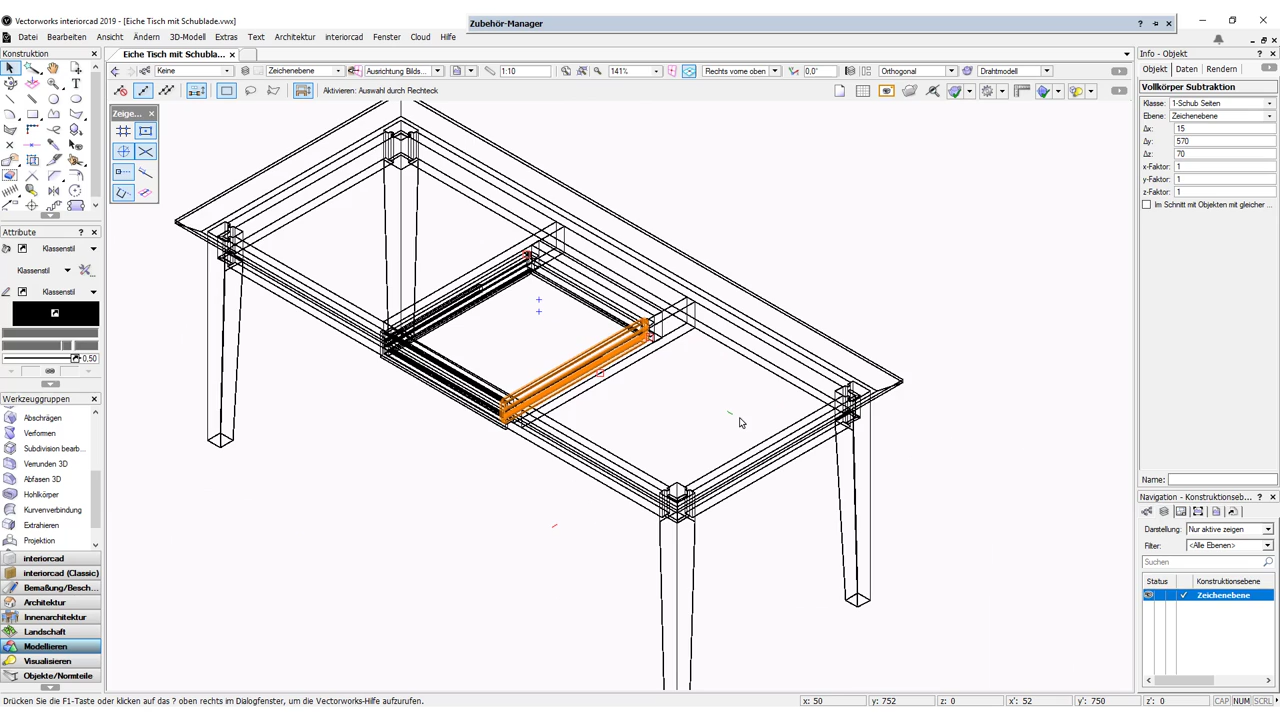 Vectorworks interiorcad 2019 - [Eiche Tisch mit Schublade.vwx]
Zubehör-Manager
Datei Bearbeiten Ansicht Ändern 3D-Modell Extras Text Architektur interiorcad Fenster Cloud Hilfe
Konstruktion
Eiche Tisch mit Schubla...
Info - Objekt
Keine
Zeichenebene
Ausrichtung Bilds...
1:10
141%
Rechts vorne oben
0,0°
Orthogonal
Drahtmodell
Objekt Daten Rendern
Aktivieren: Auswahl durch Rechteck
Vollkörper Subtraktion
Klasse: 1-Schub Seiten
Ebene: Zeichenebene
Δx: 15
Δy: 570
Δz: 70
x-Faktor: 1
y-Faktor: 1
z-Faktor: 1
Im Schnitt mit Objekten mit gleicher ...
Zeige...
Attribute
Klassenstil
Klassenstil
Klassenstil
0,50
Werkzeuggruppen
Abschrägen
Verformen
Subdivision bearb...
Verrunden 3D
Abfasen 3D
Hohlkörper
Kurvenverbindung
Extrahieren
Projektion
interiorcad
interiorcad (Classic)
Bemaßung/Besch...
Architektur
Innenarchitektur
Landschaft
Modellieren
Visualisieren
Objekte/Normteile
Name:
Navigation - Konstruktionseb...
Darstellung: Nur aktive zeigen
Filter: <Alle Ebenen>
Suchen
Status Konstruktionsebene
Zeichenebene
Drücken Sie die F1-Taste oder klicken auf das ? oben rechts im Dialogfenster, um die Vectorworks-Hilfe aufzurufen.
x: 50 y: 752 z: 0 x': 52 y': 750 z': 0 CAP NUM SCRL